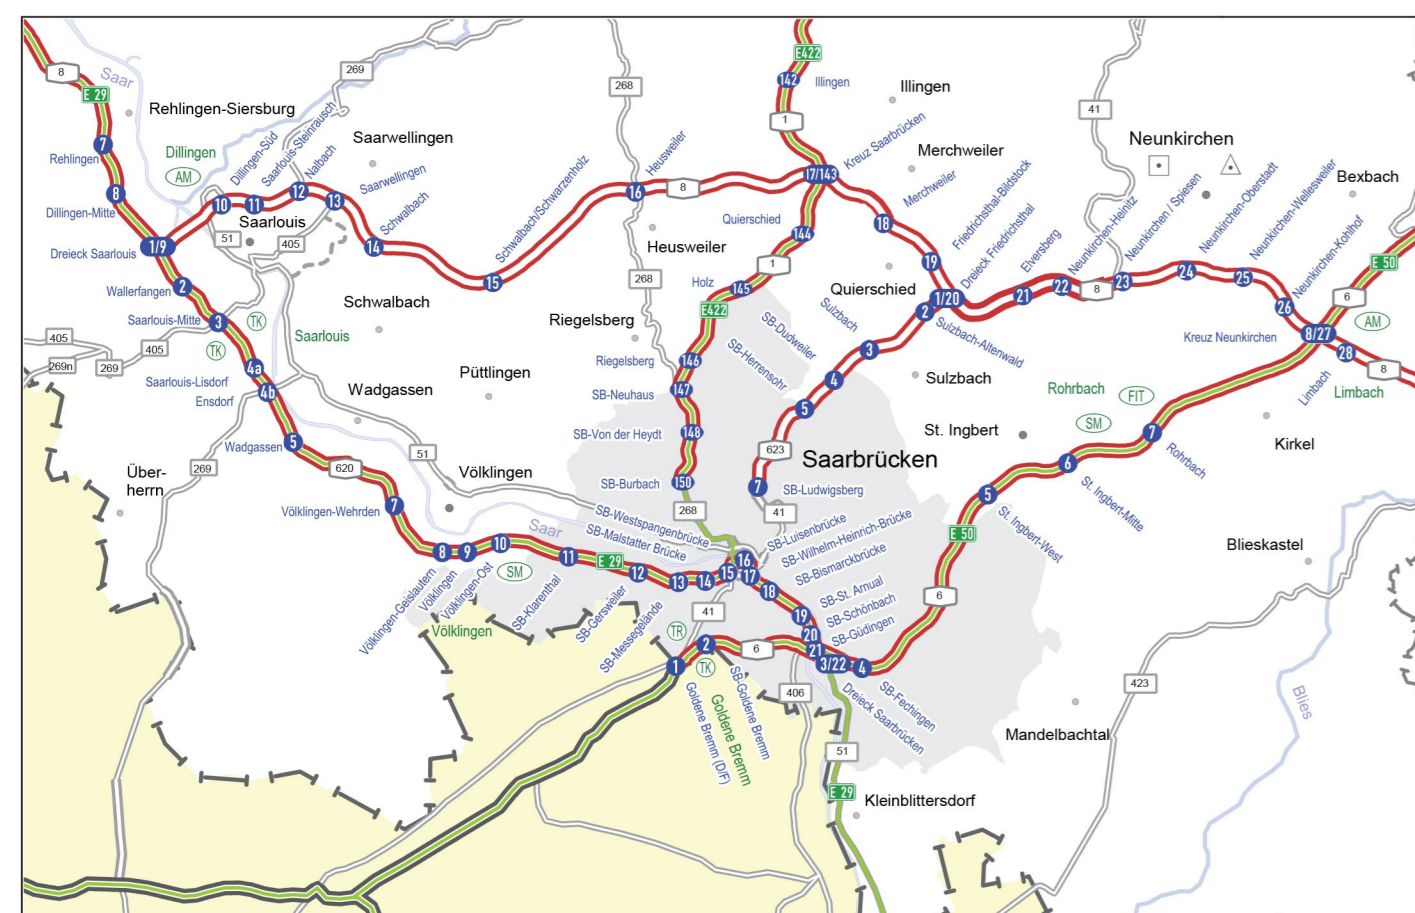 E422
8
269
Saar
142
Illingen
Illingen
268
E 29
Rehlingen-Siersburg
41
1
Saarwellingen
Neunkirchen
7
Rehlingen
Dillingen
AM
Dillingen-Süd
Saarlouis-Steinrausch
Nalbach
Saarwellingen
Heusweiler
Kreuz Saarbrücken
Merchweiler
Bexbach
8
10
11
12
13
Schwalbach
Schwalbach/Schwarzenholz
16
8
17/143
Merchweiler
Dillingen-Mitte
Saarlouis
Quierschied
18
Friedrichsthal-Bildstock
Neunkirchen / Spiesen
Neunkirchen-Oberstadt
Neunkirchen-Wellesweiler
1/9
Dreieck Saarlouis
51
405
14
Heusweiler
144
19
Dreieck Friedrichsthal
Elversberg
Neunkirchen-Heinitz
Neunkirchen-Kohlhof
E 50
2
Wallerfangen
15
268
1
Holz
145
Quierschied
1/20
21
22
8
23
24
25
6
Schwalbach
E422
SB-Dudweiler
Sulzbach
2
Sulzbach-Altenwald
26
AM
Saarlouis-Mitte
3
TK
Riegelsberg
Kreuz Neunkirchen
8/27
405
405
TK
Saarlouis
SB-Herrensohr
3
28
269n
269
4a
Riegelsberg
146
8
Saarlouis-Lisdorf
Ensdorf
4b
Wadgassen
Püttlingen
SB-Neuhaus
147
4
Sulzbach
Rohrbach
FIT
Limbach
Limbach
5
SM
Wadgassen
5
SB-Von der Heydt
148
St. Ingbert
7
Kirkel
51
623
Saarbrücken
Über-
herrn
269
620
Völklingen
6
Rohrbach
SB-Burbach
150
7
SB-Ludwigsberg
5
St. Ingbert-Mitte
Völklingen-Wehrden
7
268
41
SB-Westspangenbrücke
SB-Malstatter Brücke
SB-Luisenbrücke
SB-Wilhelm-Heinrich-Brücke
SB-Bismarckbrücke
St. Ingbert-West
E 50
Saar
Blieskastel
8
9
10
11
E 29
12
13
14
15
16
17
18
SM
Völklingen-Geislautern
Völklingen
Völklingen-Ost
Völklingen
SB-Klarenthal
SB-Gersweiler
SB-Messegelände
41
19
SB-St. Arnual
SB-Schönbach
SB-Güdingen
6
TR
20
1
2
6
21
3/22
4
TK
Goldene Bremm (D/F)
Goldene Bremm
SB-Goldene Bremm
406
Dreieck Saarbrücken
SB-Fechingen
423
Blies
Mandelbachtal
51
E 29
Kleinblittersdorf